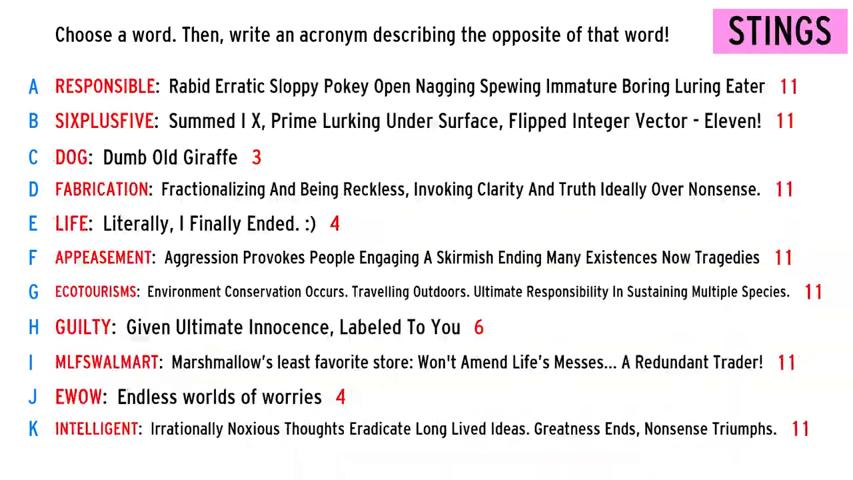 Choose a word. Then, write an acronym describing the opposite of that word!
STINGS
A RESPONSIBLE: Rabid Erratic Sloppy Pokey Open Nagging Spewing Immature Boring Luring Eater 11
B SIXPLUSFIVE: Summed I X, Prime Lurking Under Surface, Flipped Integer Vector - Eleven! 11
C DOG: Dumb Old Giraffe 3
D FABRICATION: Fractionalizing And Being Reckless, Invoking Clarity And Truth Ideally Over Nonsense. 11
E LIFE: Literally, I Finally Ended. :) 4
F APPEASEMENT: Aggression Provokes People Engaging A Skirmish Ending Many Existences Now Tragedies 11
G ECOTOURISMS: Environment Conservation Occurs. Travelling Outdoors. Ultimate Responsibility In Sustaining Multiple Species. 11
H GUILTY: Given Ultimate Innocence, Labeled To You 6
I MLFSWALMART: Marshmallow's least favorite store: Won't Amend Life's Messes... A Redundant Trader! 11
J EWOW: Endless worlds of worries 4
K INTELLIGENT: Irrationally Noxious Thoughts Eradicate Long Lived Ideas. Greatness Ends, Nonsense Triumphs. 11